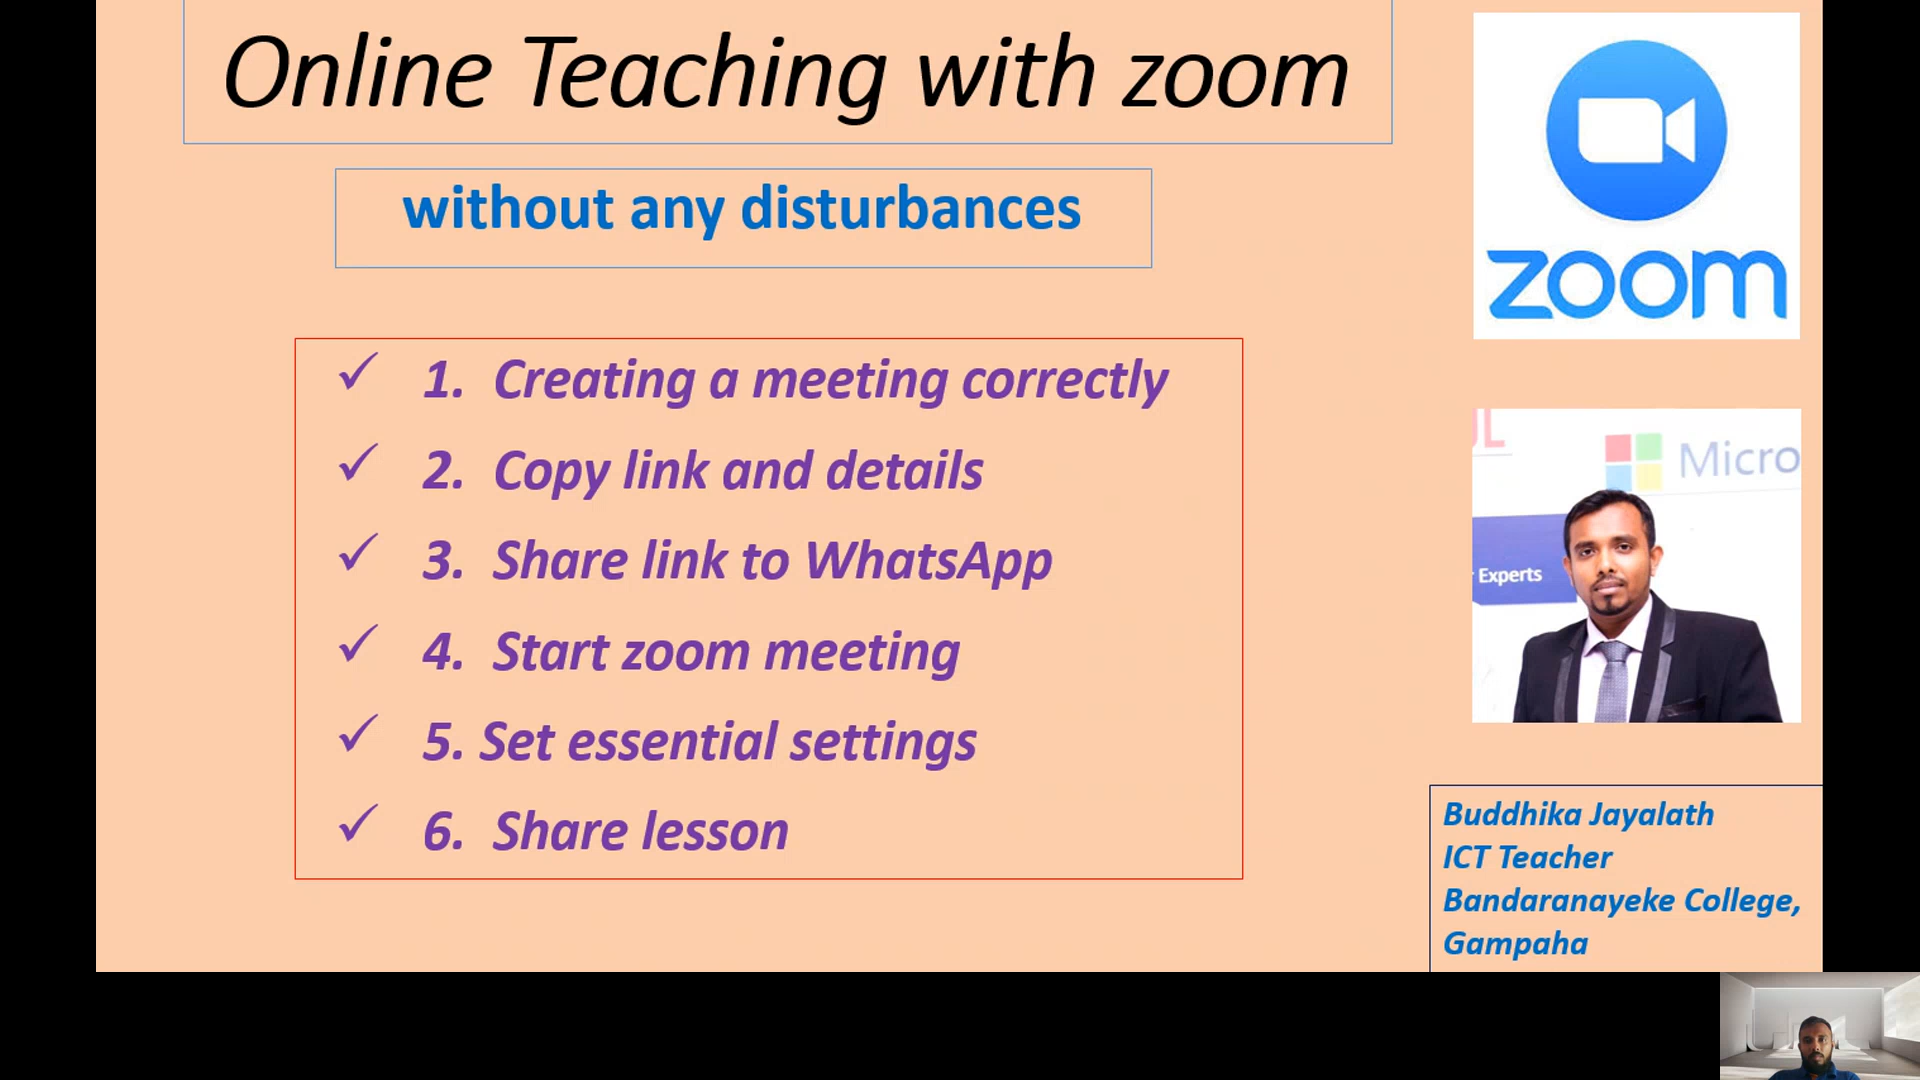 Online Teaching with zoom
without any disturbances
zoom
✓ 1. Creating a meeting correctly
✓ 2. Copy link and details
✓ 3. Share link to WhatsApp
✓ 4. Start zoom meeting
✓ 5. Set essential settings
✓ 6. Share lesson
Micro
Experts
Buddhika Jayalath
ICT Teacher
Bandaranayeke College,
Gampaha